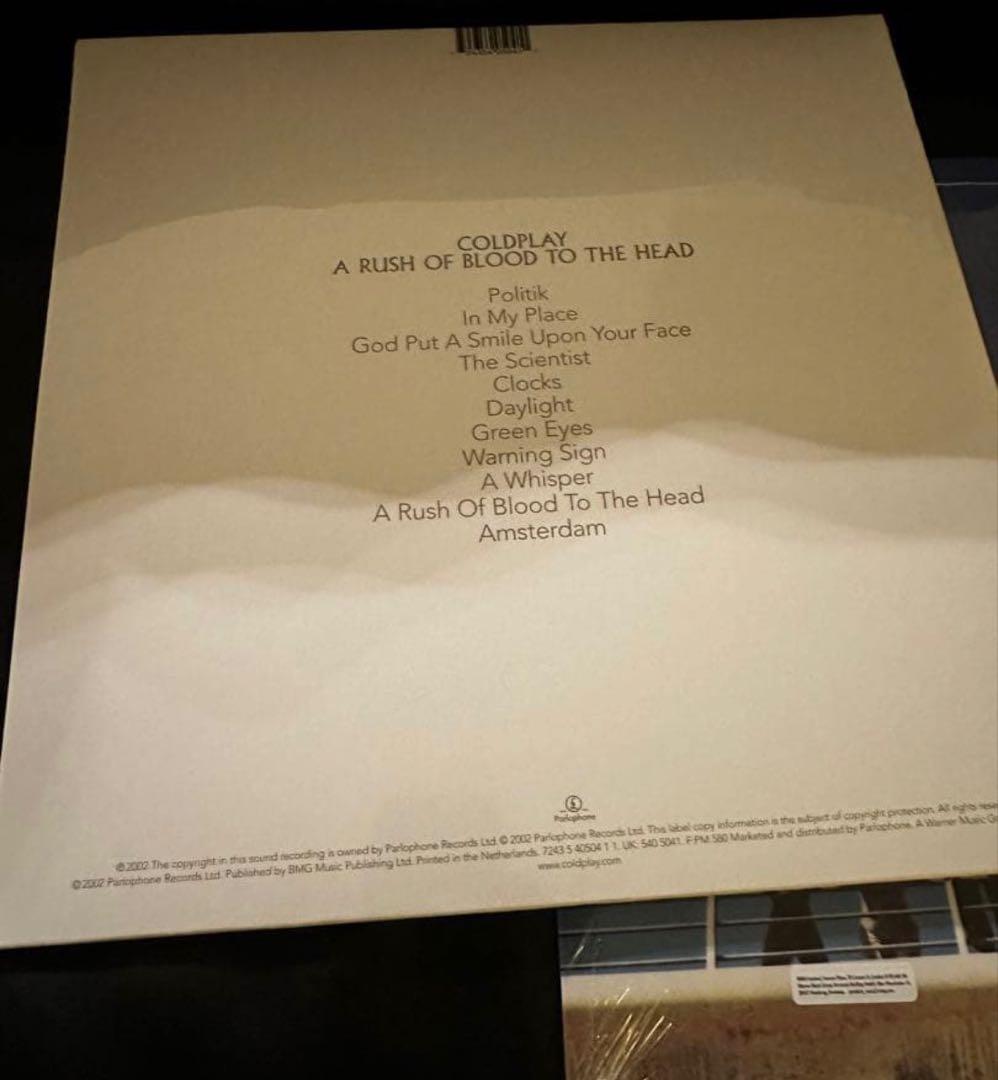 COLDPLAY
A RUSH OF BLOOD TO THE HEAD
Politik
In My Place
God Put A Smile Upon Your Face
The Scientist
Clocks
Daylight
Green Eyes
Warning Sign
A Whisper
A Rush Of Blood To The Head
Amsterdam
Parlophone
℗ 2002 The copyright in this sound recording is owned by Parlophone Records Ltd. © 2002 Parlophone Records Ltd. This label copy information is the subject of copyright protection. All rights
© 2002 Parlophone Records Ltd. Published by BMG Music Publishing Ltd. Printed in the Netherlands. 7243 5 40504 1 1. UK: 540 5041. F: PM 580 Marketed and distributed by Parlophone. A Warner Music
www.coldplay.com